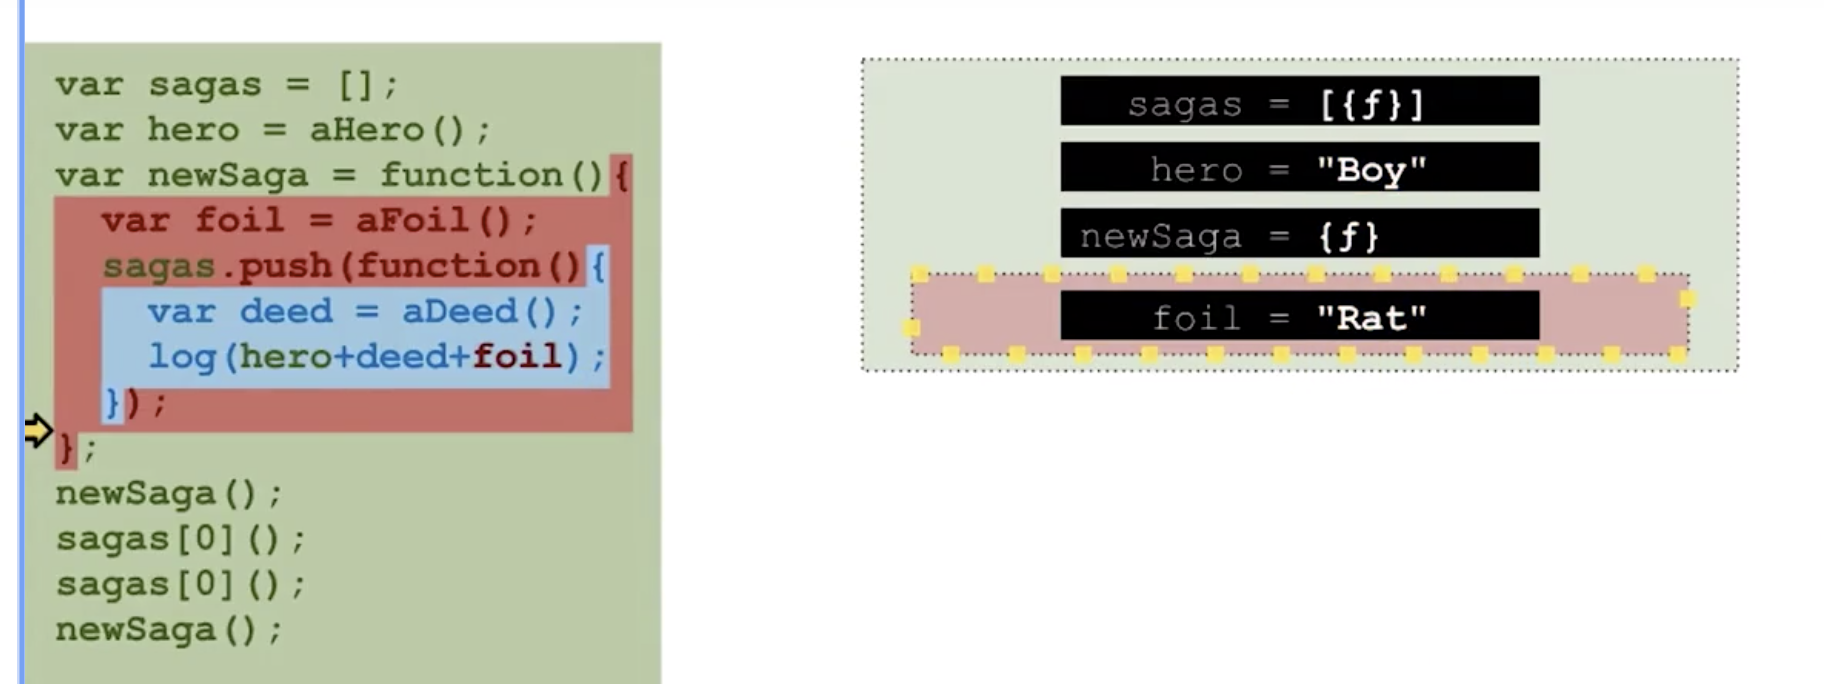 var sagas = [];
var hero = aHero();
var newSaga = function(){
var foil = aFoil();
sagas.push(function(){
var deed = aDeed();
log(hero+deed+foil);
});
};
newSaga();
sagas[0]();
sagas[0]();
newSaga();
sagas = [{f}]
hero = "Boy"
newSaga = {f}
foil = "Rat"